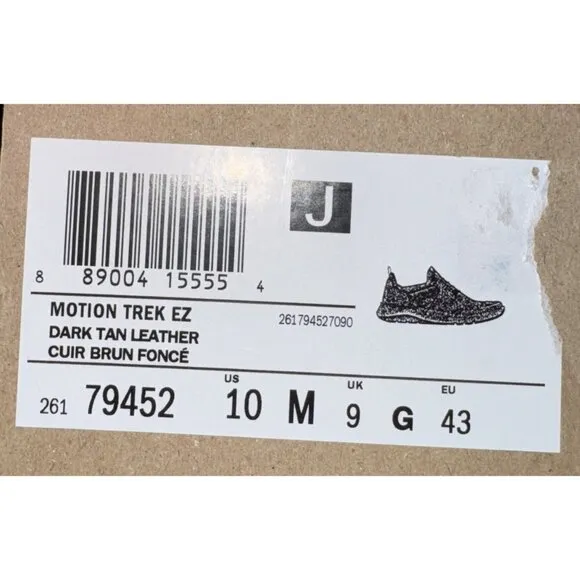 J
8 89004 15555 4
MOTION TREK EZ
261794527090
DARK TAN LEATHER
CUIR BRUN FONCÉ
US UK EU
261 79452 10 M 9 G 43